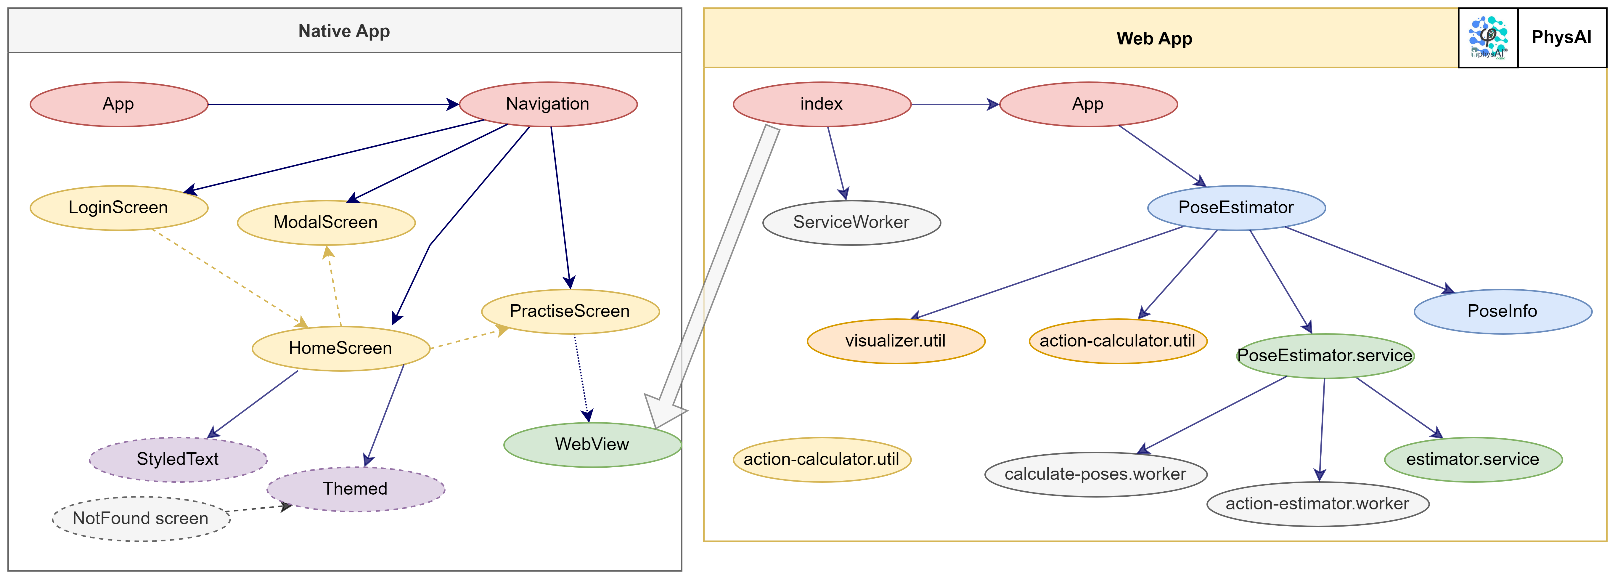 Native App
App
Navigation
LoginScreen
ModalScreen
PractiseScreen
HomeScreen
WebView
StyledText
Themed
NotFound screen
Web App
PhysAI
index
App
ServiceWorker
PoseEstimator
PoseInfo
visualizer.util
action-calculator.util
PoseEstimator.service
action-calculator.util
calculate-poses.worker
estimator.service
action-estimator.worker